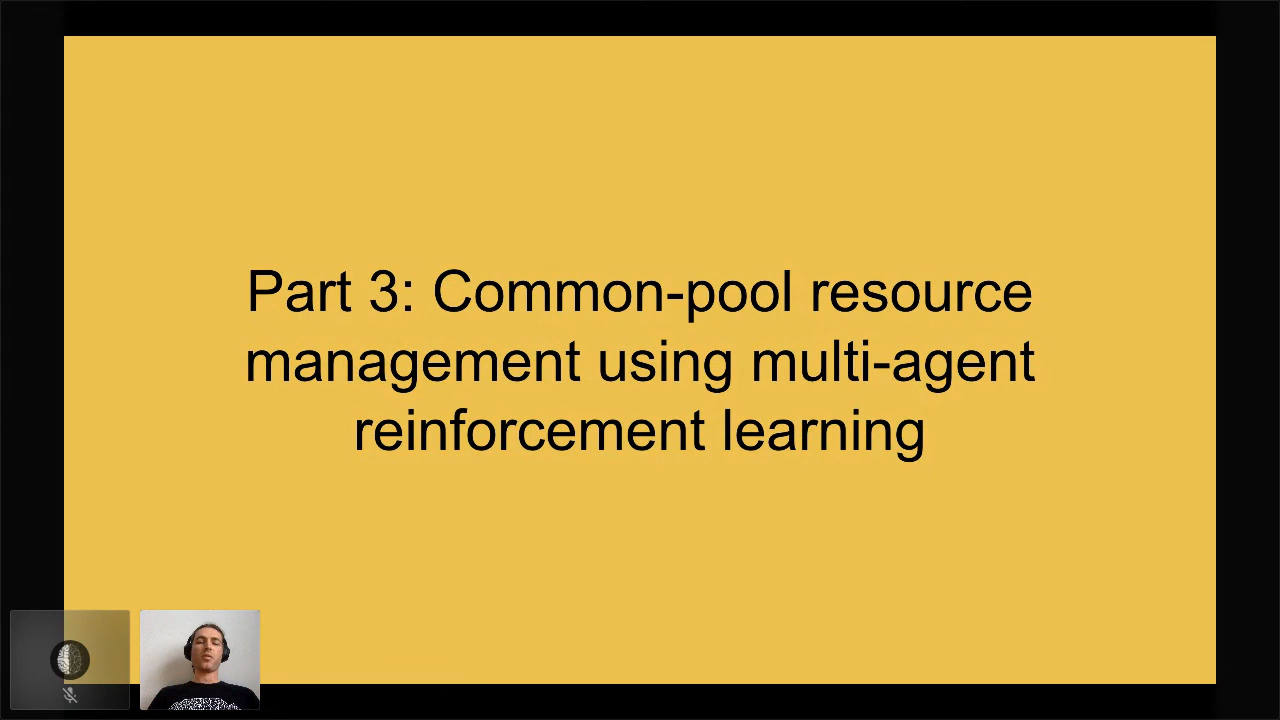 Part 3: Common-pool resource
management using multi-agent
reinforcement learning